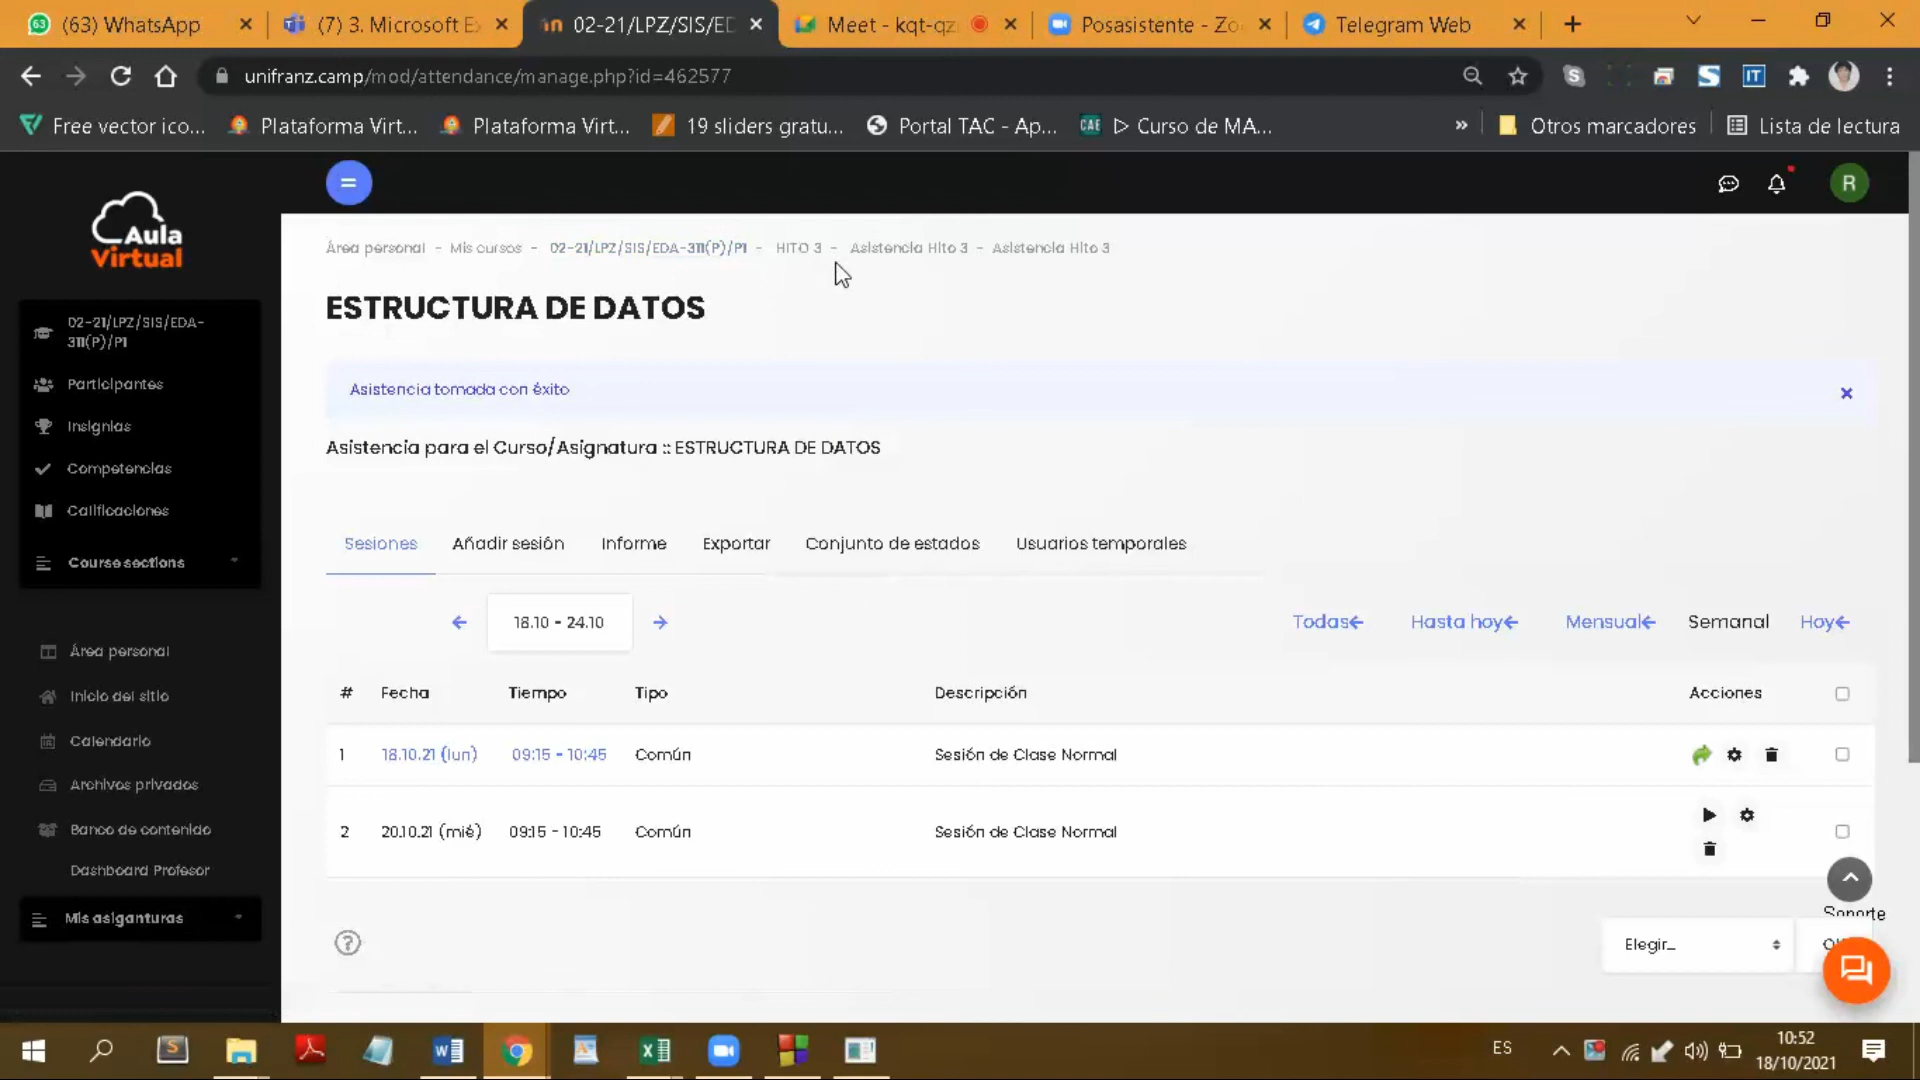 (63) WhatsApp
(7) 3. Microsoft E
02-21/LPZ/SIS/ED
Meet - kqt-qz
Posasistente - Zo
Telegram Web
unifranz.camp/mod/attendance/manage.php?id=462577
Free vector ico...
Plataforma Virt...
Plataforma Virt...
19 sliders gratu...
Portal TAC - Ap...
CAE
▷ Curso de MA...
»
Otros marcadores
Lista de lectura
Aula
Virtual
R
Área personal - Mis cursos - 02-21/LPZ/SIS/EDA-311(P)/P1 - HITO 3 - Asistencia Hito 3 - Asistencia Hito 3
ESTRUCTURA DE DATOS
02-21/LPZ/SIS/EDA-
311(P)/P1
Participantes
Insignias
Competencias
Calificaciones
Course sections
Área personal
Inicio del sitio
Calendario
Archivos privados
Banco de contenido
Dashboard Profesor
Mis asiganturas
Asistencia tomada con éxito
Asistencia para el Curso/Asignatura :: ESTRUCTURA DE DATOS
Sesiones Añadir sesión Informe Exportar Conjunto de estados Usuarios temporales
18.10 - 24.10
Todas Hasta hoy Mensual Semanal Hoy
# Fecha Tiempo Tipo Descripción Acciones
1 18.10.21 (lun) 09:15 - 10:45 Común Sesión de Clase Normal
2 20.10.21 (mié) 09:15 - 10:45 Común Sesión de Clase Normal
Soporte
?
Elegir...
ES
10:52
18/10/2021